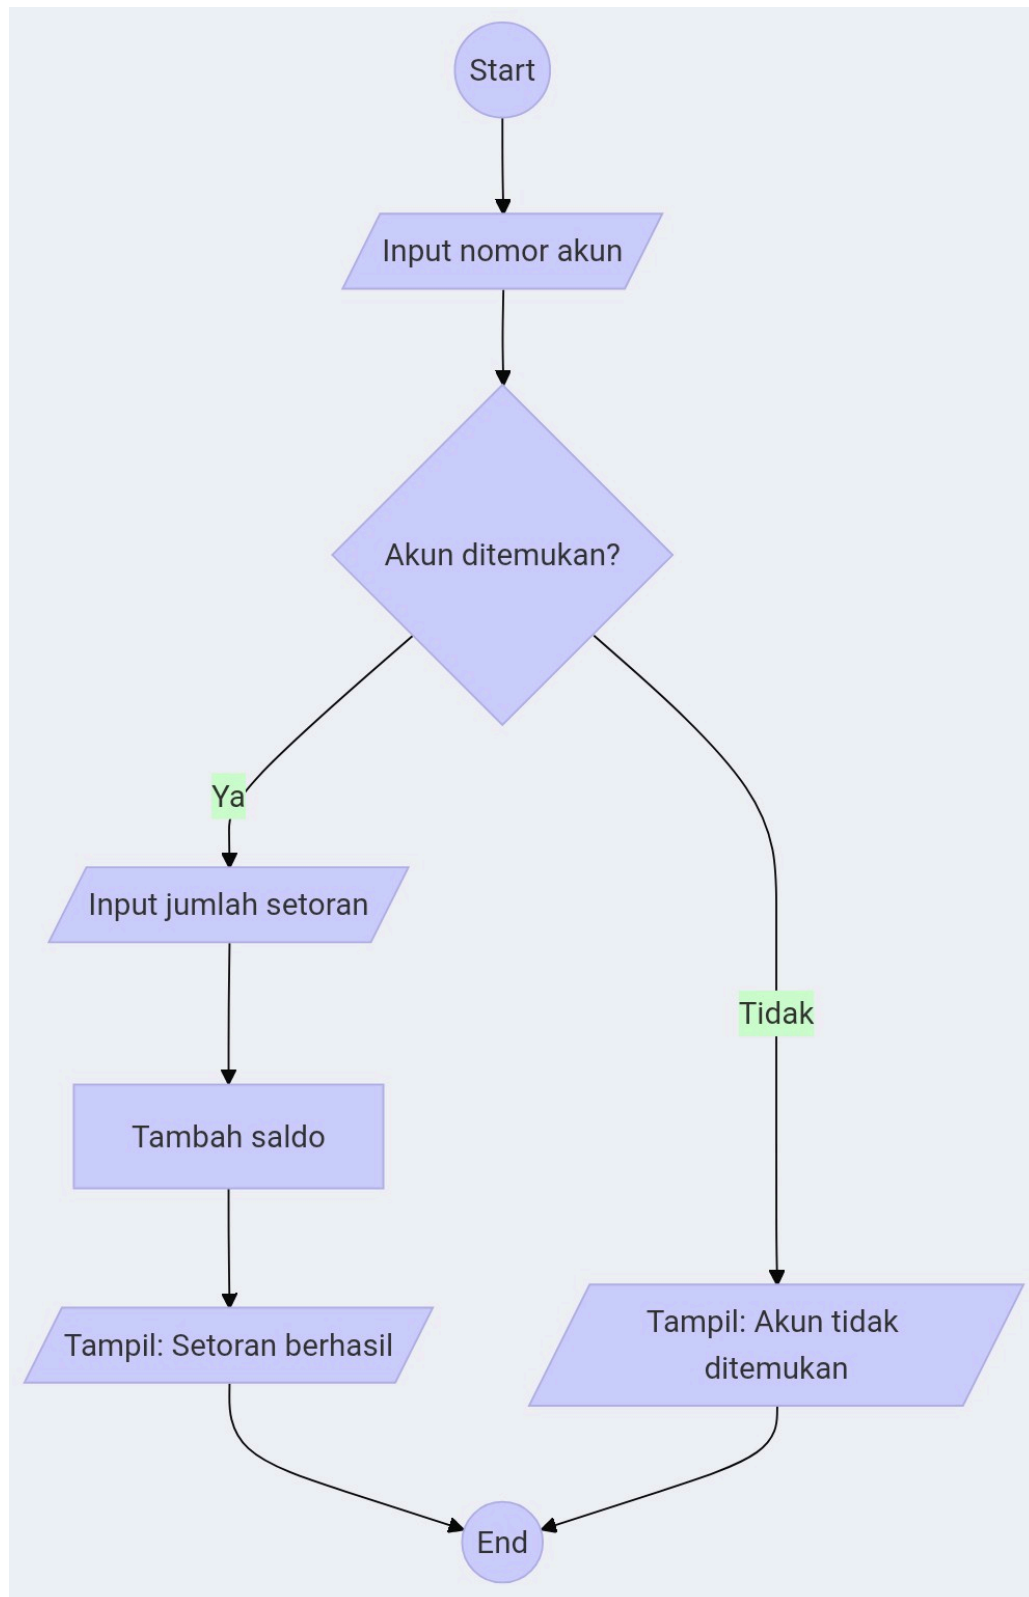 Start
Input nomor akun
Akun ditemukan?
Ya
Input jumlah setoran
Tidak
Tambah saldo
Tampil: Setoran berhasil
Tampil: Akun tidak
ditemukan
End